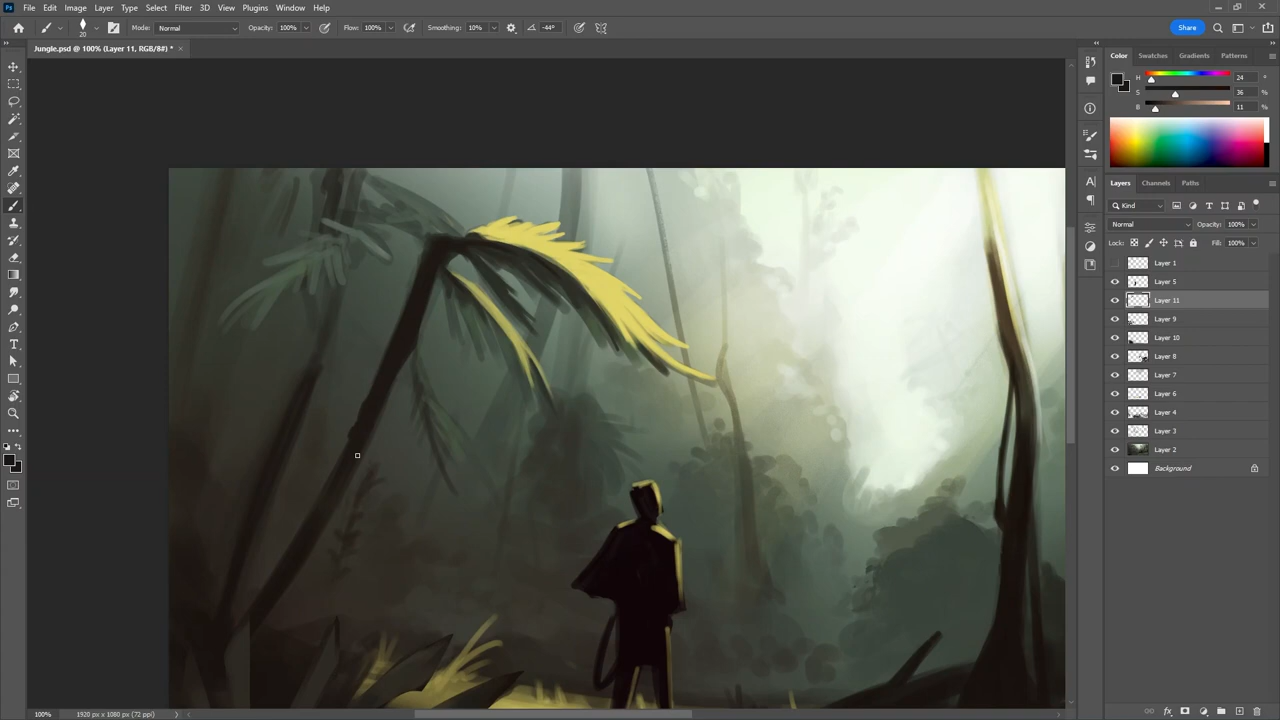 Ps File Edit Image Layer Type Select Filter 3D View Plugins Window Help
20 Mode: Normal Opacity: 100% Flow: 100% Smoothing: 10% -44° Share
Jungle.psd @ 100% (Layer 11, RGB/8#) * ×
Color Swatches Gradients Patterns
H 24 °
S 36 %
B 11 %
Layers Channels Paths
Kind
Normal Opacity: 100%
Lock: Fill: 100%
Layer 1
Layer 5
Layer 11
Layer 9
Layer 10
Layer 8
Layer 7
Layer 6
Layer 4
Layer 3
Layer 2
Background
100% 1920 px x 1080 px (72 ppi)